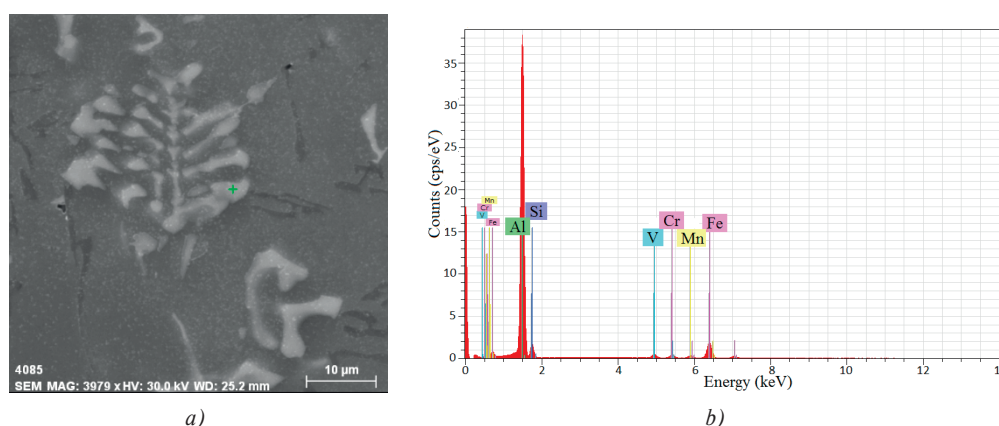 4085
SEM MAG: 3979 x HV: 30.0 kV WD: 25.2 mm
10 μm
a)
Counts (cps/eV)
35
30
25
20
15
10
5
0
Mn
Cr
V
Fe
Al
Si
V
Cr
Mn
Fe
0 2 4 6 8 10 12 14
Energy (keV)
b)